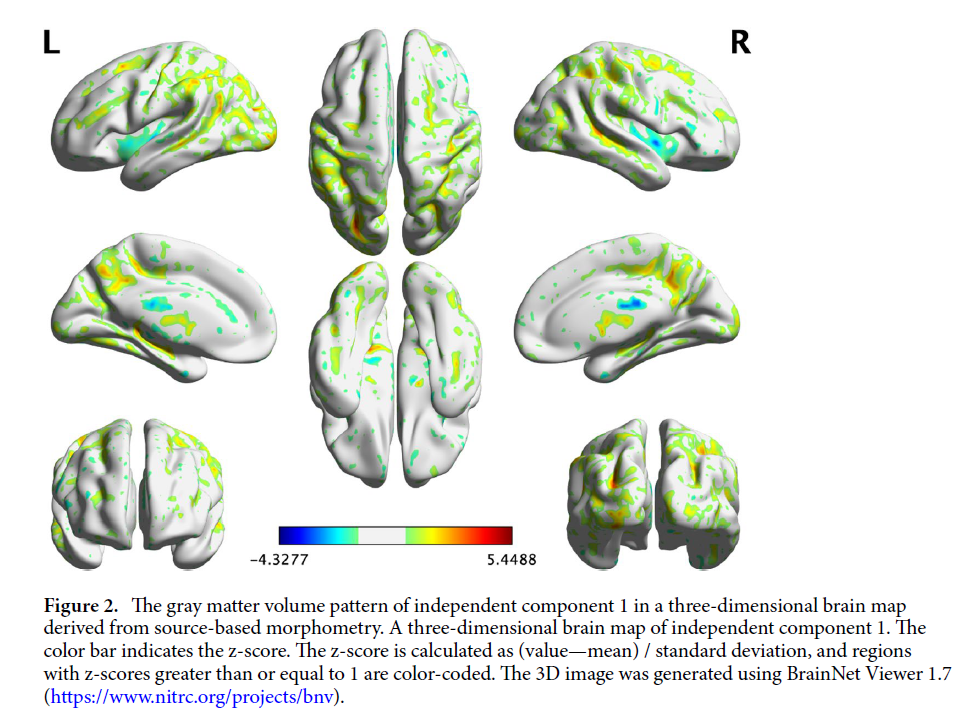 L
R
−4.3277
5.4488
Figure 2. The gray matter volume pattern of independent component 1 in a three-dimensional brain map
derived from source-based morphometry. A three-dimensional brain map of independent component 1. The
color bar indicates the z-score. The z-score is calculated as (value—mean) / standard deviation, and regions
with z-scores greater than or equal to 1 are color-coded. The 3D image was generated using BrainNet Viewer 1.7
(https://www.nitrc.org/projects/bnv).